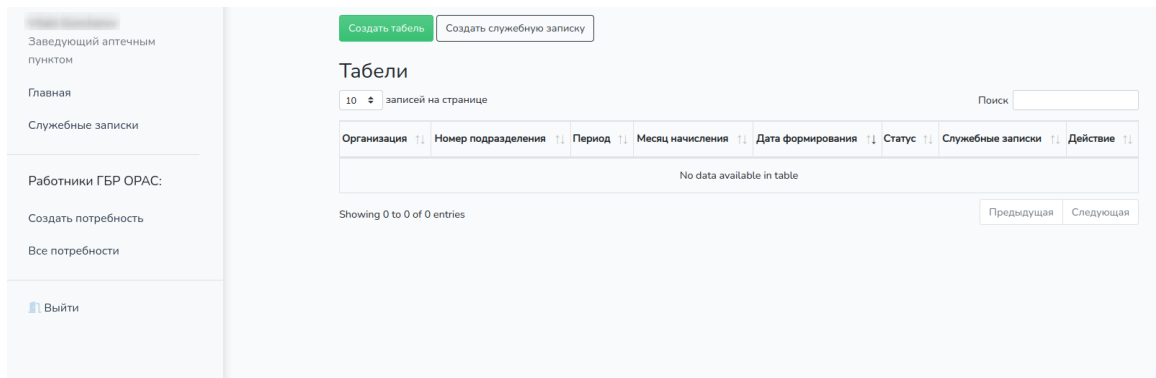 Заведующий аптечным
пунктом
Главная
Служебные записки
Работники ГБР ОРАС:
Создать потребность
Все потребности
Выйти
Создать табель Создать служебную записку
Табели
10 записей на странице Поиск
Организация Номер подразделения Период Месяц начисления Дата формирования Статус Служебные записки Действие
No data available in table
Showing 0 to 0 of 0 entries Предыдущая Следующая